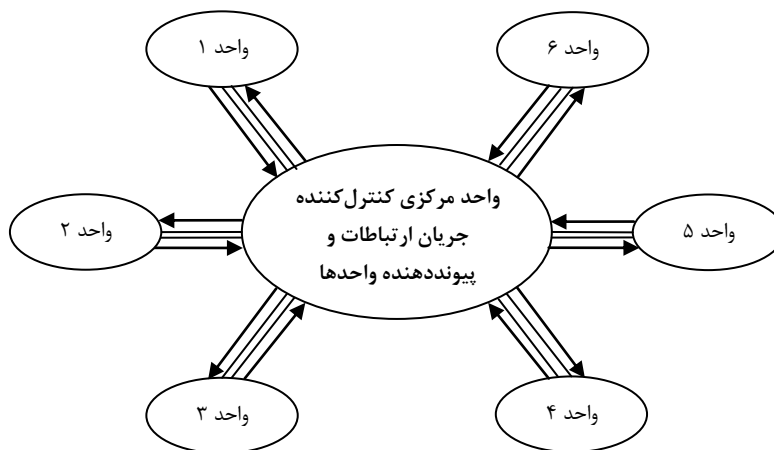 واحد ۱
واحد ۶
واحد مرکزی کنترل‌کننده
جریان ارتباطات و
پیونددهنده واحدها
واحد ۲
واحد ۵
واحد ۳
واحد ۴